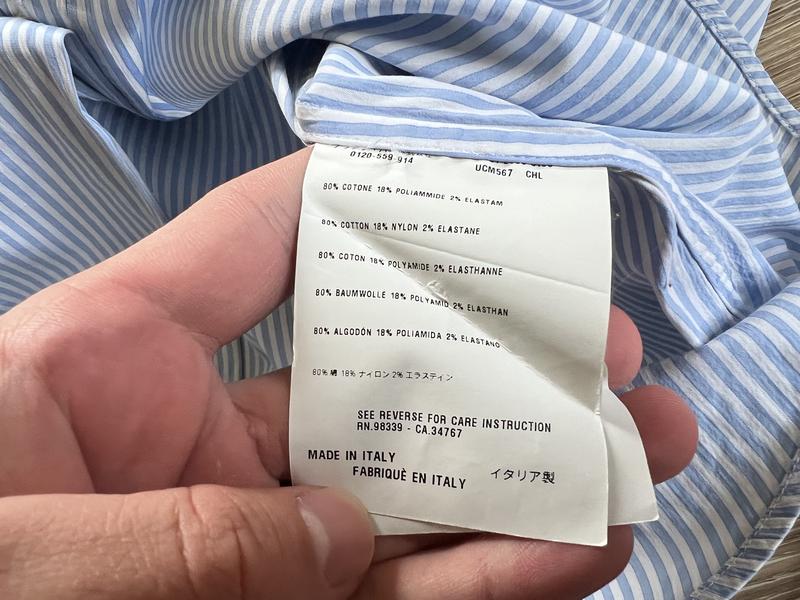 0120-559-914
UCM567 CHL
80% COTONE 18% POLIAMMIDE 2% ELASTAM
80% COTTON 18% NYLON 2% ELASTANE
80% COTON 18% POLYAMIDE 2% ELASTHANNE
80% BAUMWOLLE 18% POLYAMID 2% ELASTHAN
80% ALGODÓN 18% POLIAMIDA 2% ELASTANO
80% 綿 18% ナイロン 2% エラステイン
SEE REVERSE FOR CARE INSTRUCTION
RN.98339 - CA.34767
MADE IN ITALY
FABRIQUÈ EN ITALY
イタリア製